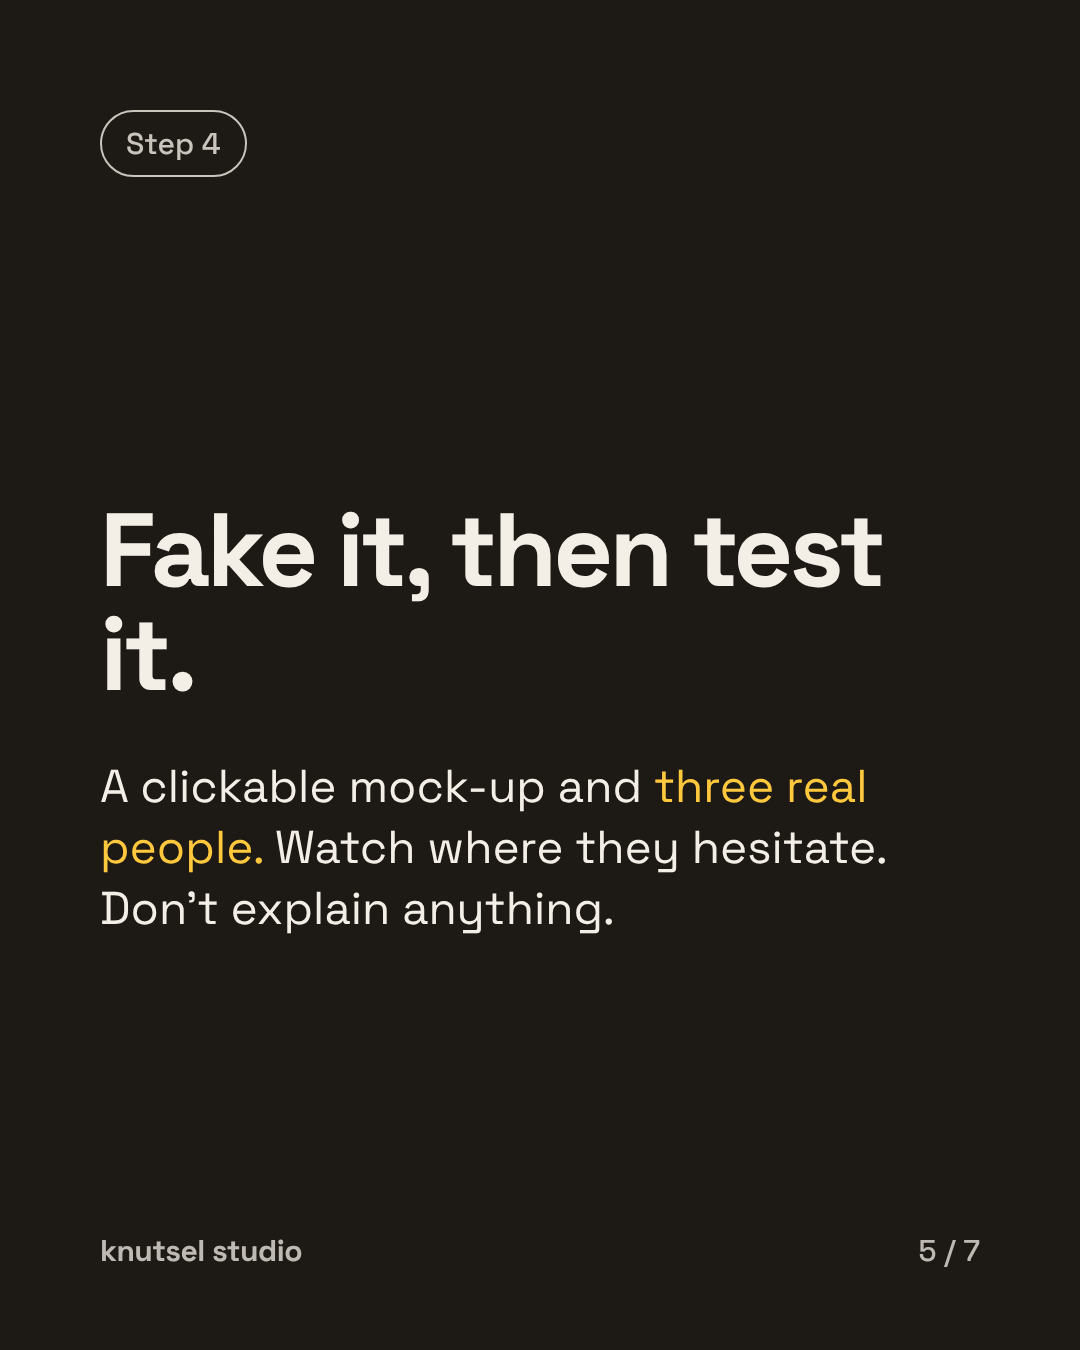 Step 4
Fake it, then test
it.
A clickable mock-up and three real
people. Watch where they hesitate.
Don’t explain anything.
knutsel studio
5 / 7